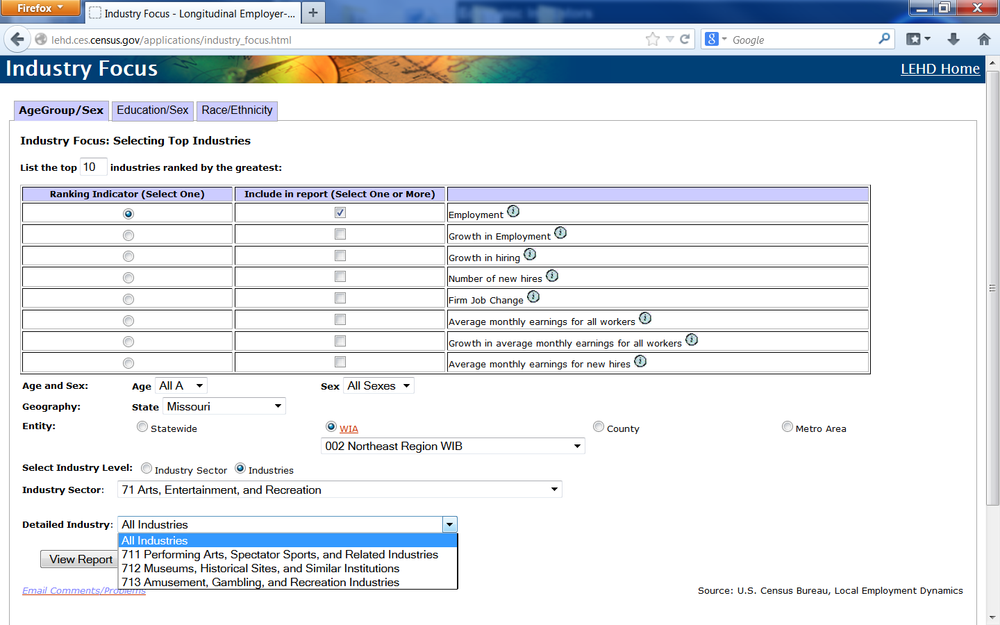 Firefox
Industry Focus - Longitudinal Employer-...
lehd.ces.census.gov/applications/industry_focus.html
Google
Industry Focus
LEHD Home
AgeGroup/Sex Education/Sex Race/Ethnicity
Industry Focus: Selecting Top Industries
List the top 10 industries ranked by the greatest:
Ranking Indicator (Select One) Include in report (Select One or More)
Employment
Growth in Employment
Growth in hiring
Number of new hires
Firm Job Change
Average monthly earnings for all workers
Growth in average monthly earnings for all workers
Average monthly earnings for new hires
Age and Sex: Age All A Sex All Sexes
Geography: State Missouri
Entity: Statewide WIA County Metro Area
002 Northeast Region WIB
Select Industry Level: Industry Sector Industries
Industry Sector: 71 Arts, Entertainment, and Recreation
Detailed Industry: All Industries
All Industries
711 Performing Arts, Spectator Sports, and Related Industries
View Report
712 Museums, Historical Sites, and Similar Institutions
713 Amusement, Gambling, and Recreation Industries
Email Comments/Problems
Source: U.S. Census Bureau, Local Employment Dynamics